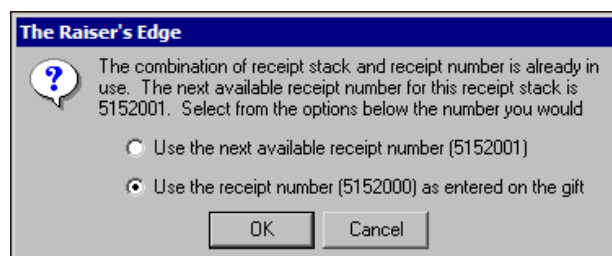 The Raiser's Edge
The combination of receipt stack and receipt number is already in
use. The next available receipt number for this receipt stack is
5152001. Select from the options below the number you would
Use the next available receipt number (5152001)
Use the receipt number (5152000) as entered on the gift
OK Cancel